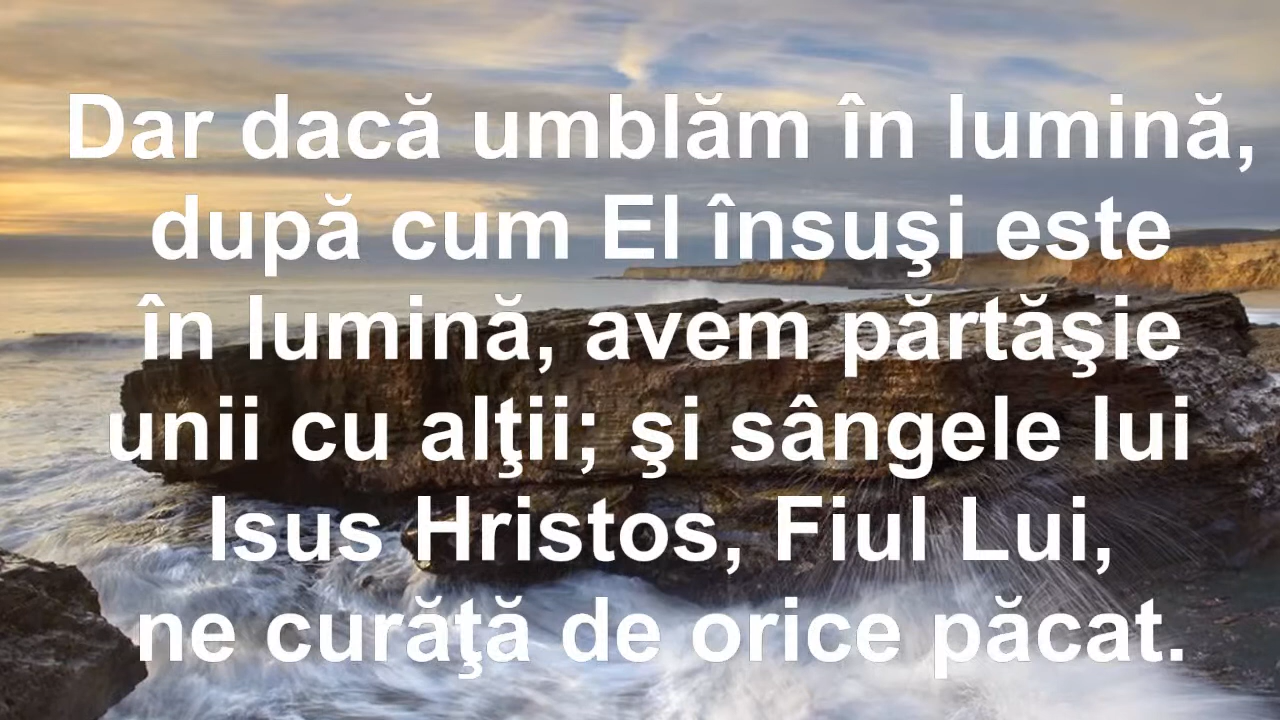 Dar dacă umblăm în lumină,
după cum El însuşi este
în lumină, avem părtăşie
unii cu alţii; şi sângele lui
Isus Hristos, Fiul Lui,
ne curăţă de orice păcat.